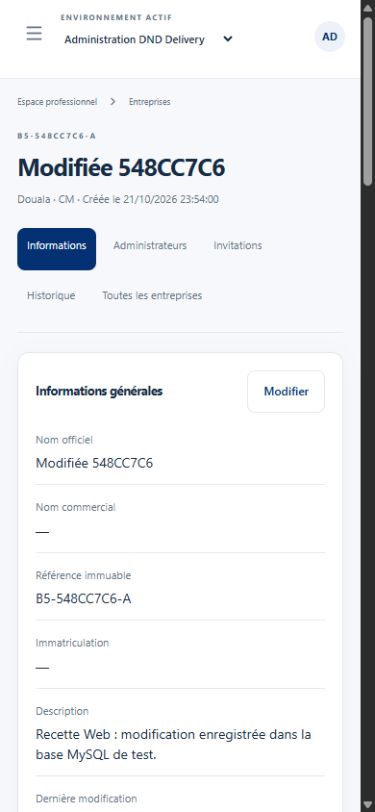 ENVIRONNEMENT ACTIF
Administration DND Delivery
AD
Espace professionnel > Entreprises
B5-548CC7C6-A
Modifiée 548CC7C6
Douala · CM · Créée le 21/10/2026 23:54:00
Informations Administrateurs Invitations
Historique Toutes les entreprises
Informations générales
Modifier
Nom officiel
Modifiée 548CC7C6
Nom commercial
—
Référence immuable
B5-548CC7C6-A
Immatriculation
—
Description
Recette Web : modification enregistrée dans la
base MySQL de test.
Dernière modification